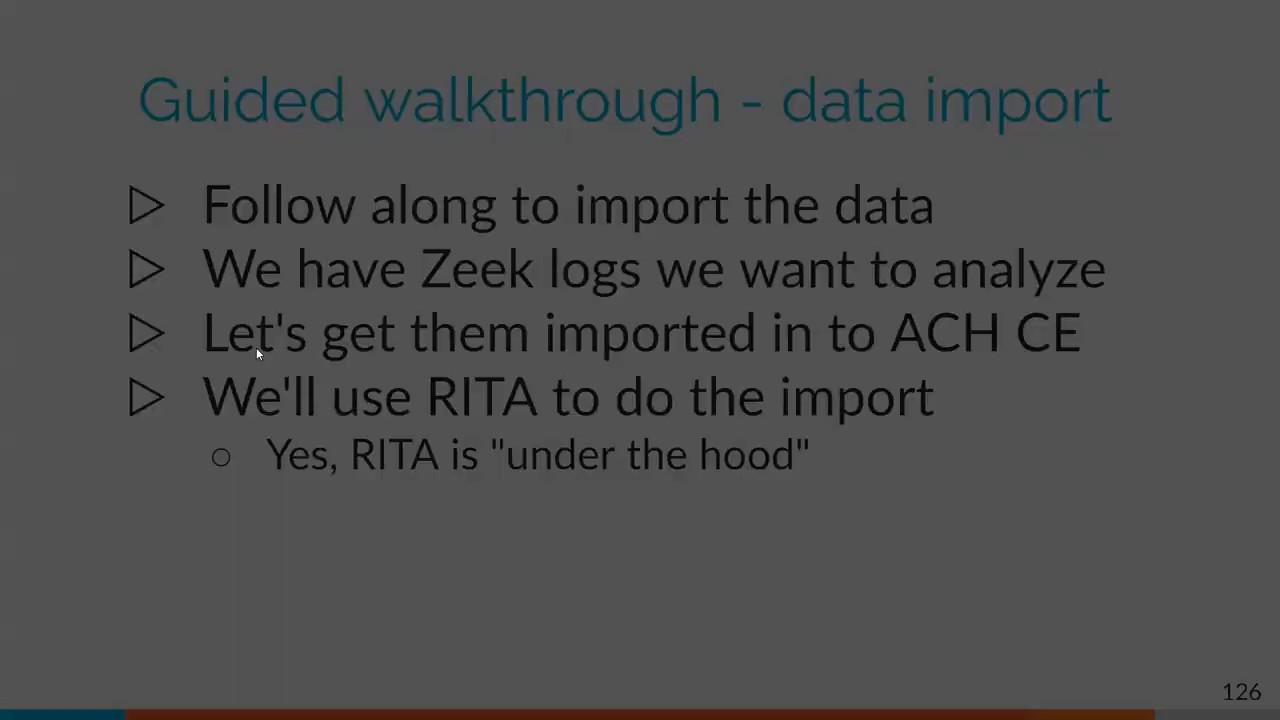 Guided walkthrough - data import
Follow along to import the data
We have Zeek logs we want to analyze
Let's get them imported in to ACH CE
We'll use RITA to do the import
Yes, RITA is "under the hood"
126